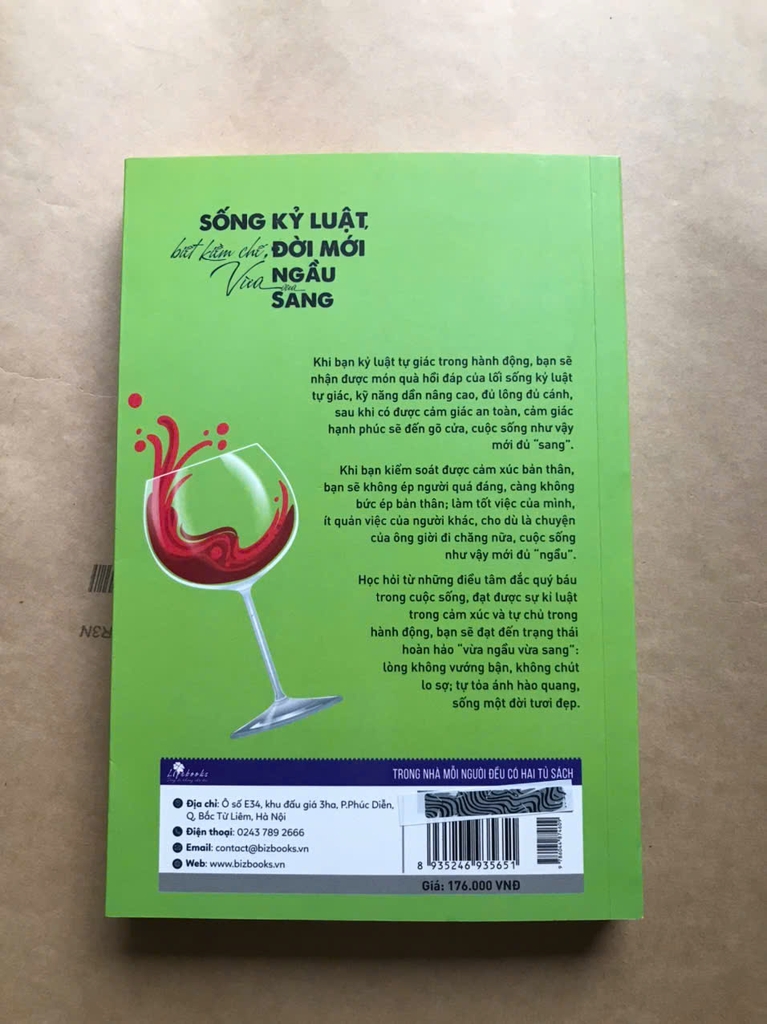 SỐNG KỶ LUẬT,
biết kiềm chế, ĐỜI MỚI
Vừa NGẦU
vừa SANG
Khi bạn kỷ luật tự giác trong hành động, bạn sẽ
nhận được món quà hồi đáp của lối sống kỷ luật
tự giác, kỹ năng dần nâng cao, đủ lông đủ cánh,
sau khi có được cảm giác an toàn, cảm giác
hạnh phúc sẽ đến gõ cửa, cuộc sống như vậy
mới đủ "sang".
Khi bạn kiểm soát được cảm xúc bản thân,
bạn sẽ không ép người quá đáng, càng không
bức ép bản thân; làm tốt việc của mình,
ít quản việc của người khác, cho dù là chuyện
của ông giời đi chăng nữa, cuộc sống
như vậy mới đủ "ngầu".
Học hỏi từ những điều tâm đắc quý báu
trong cuộc sống, đạt được sự kỉ luật
trong cảm xúc và tự chủ trong
hành động, bạn sẽ đạt đến trạng thái
hoàn hảo "vừa ngầu vừa sang":
lòng không vướng bận, không chút
lo sợ; tự tỏa ánh hào quang,
sống một đời tươi đẹp.
Lifebooks
TRONG NHÀ MỖI NGƯỜI ĐỀU CÓ HAI TỦ SÁCH
Địa chỉ: Ô số E34, khu đấu giá 3ha, P.Phúc Diễn,
Q, Bắc Từ Liêm, Hà Nội
Điện thoại: 0243 789 2666
Email: contact@bizbooks.vn
Web: www.bizbooks.vn
8 935246 935651
Giá: 176.000 VNĐ
R3N